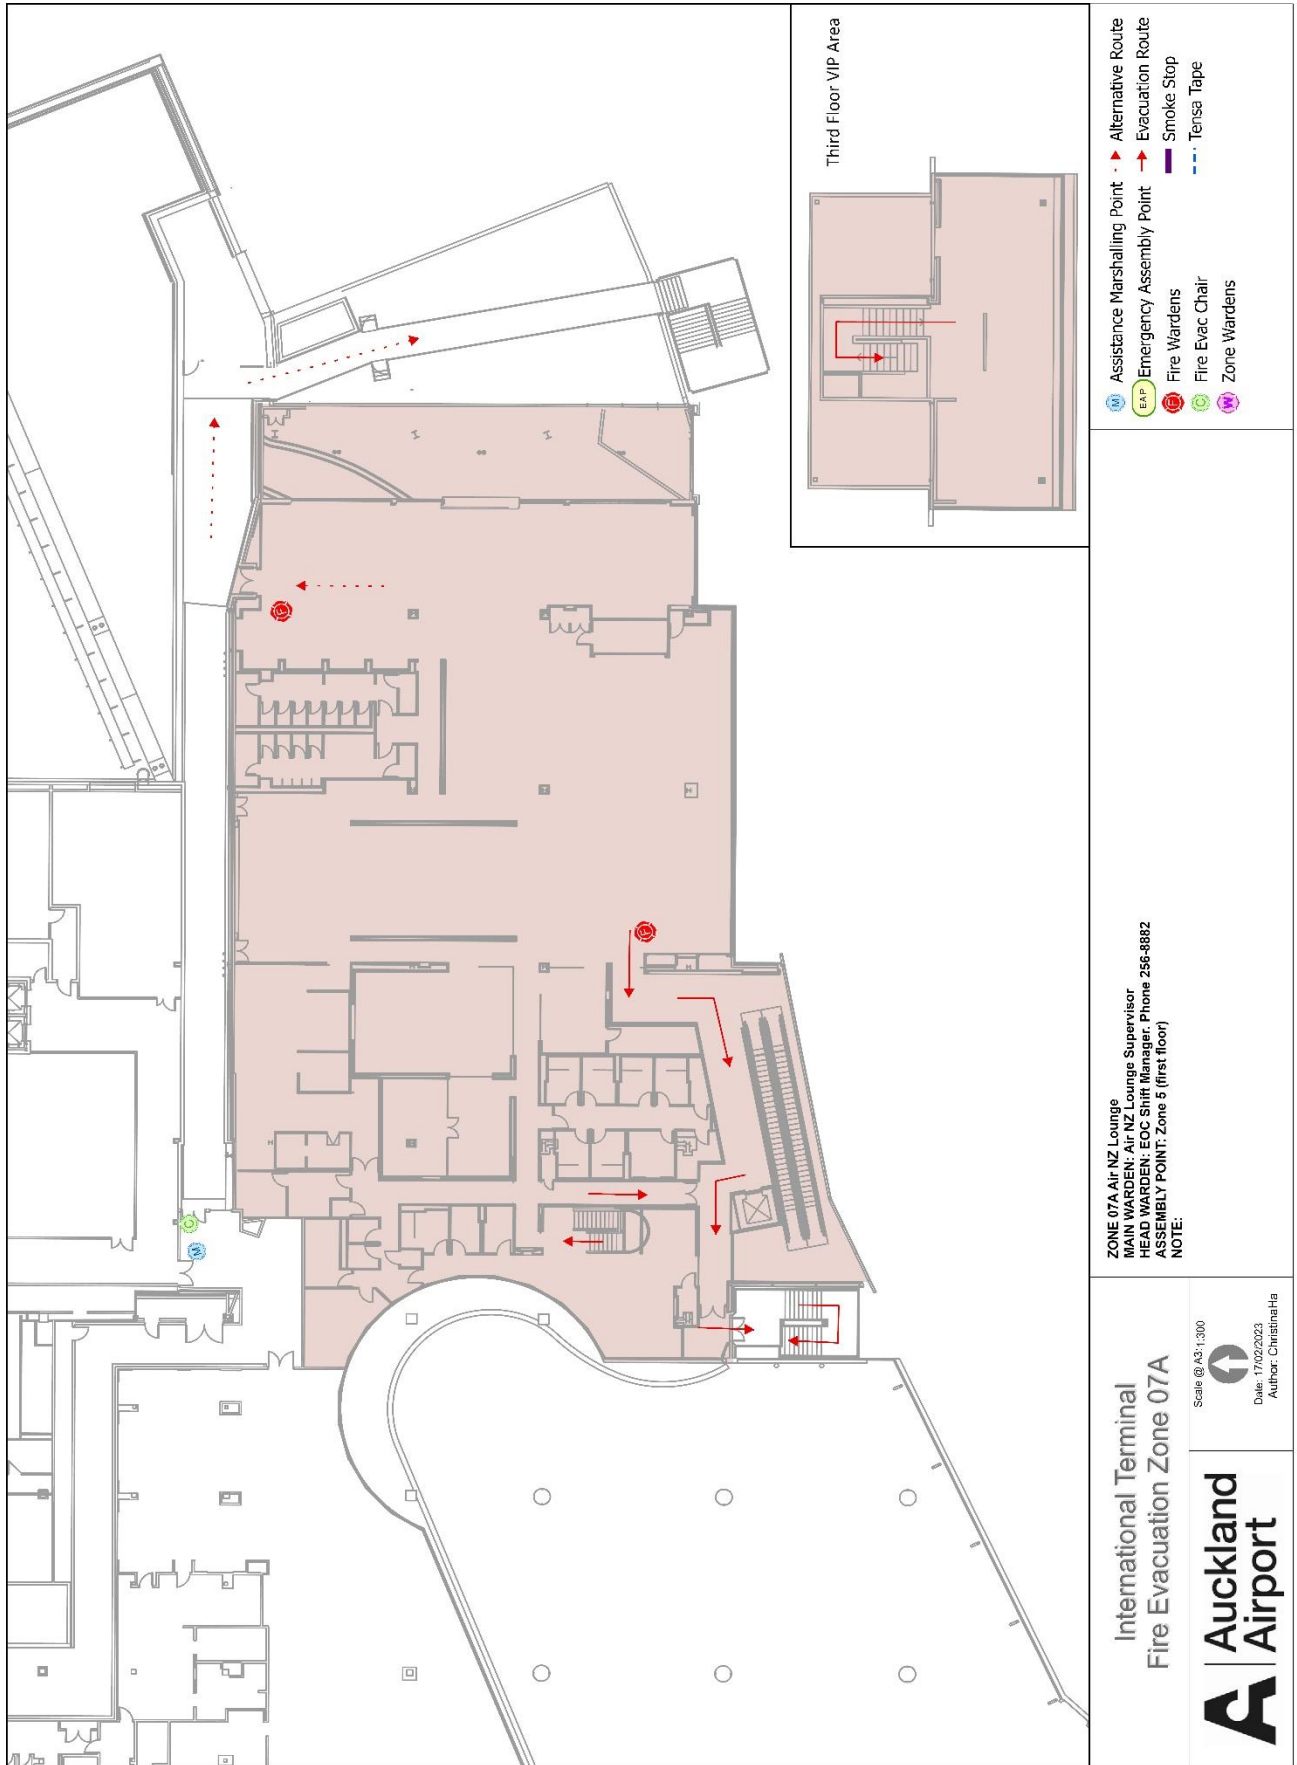 Third Floor VIP Area
M Assistance Marshalling Point
EAP Emergency Assembly Point
F Fire Wardens
C Fire Evac Chair
W Zone Wardens
Alternative Route
Evacuation Route
Smoke Stop
Tensa Tape
F
F
C
M
ZONE 07A Air NZ Lounge
MAIN WARDEN: Air NZ Lounge Supervisor
HEAD WARDEN: EOC Shift Manager. Phone 256-8882
ASSEMBLY POINT: Zone 5 (first floor)
NOTE:
International Terminal
Fire Evacuation Zone 07A
Scale @ A3:1:300
Date: 17/02/2023
Author: ChristinaHa
Auckland
Airport